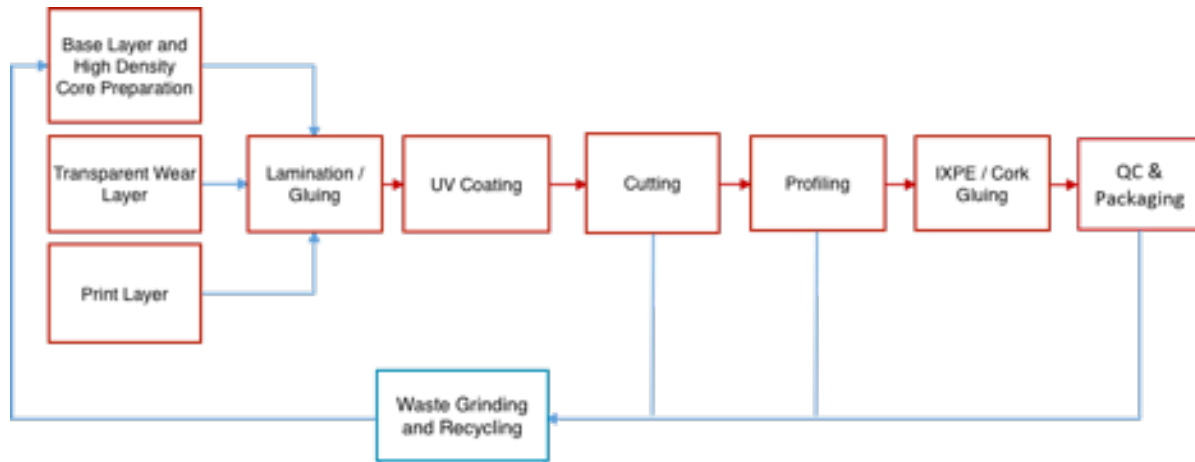 Base Layer and
High Density
Core Preparation
Transparent Wear
Layer
Print Layer
Lamination /
Gluing
UV Coating
Cutting
Profiling
IXPE / Cork
Gluing
QC &
Packaging
Waste Grinding
and Recycling